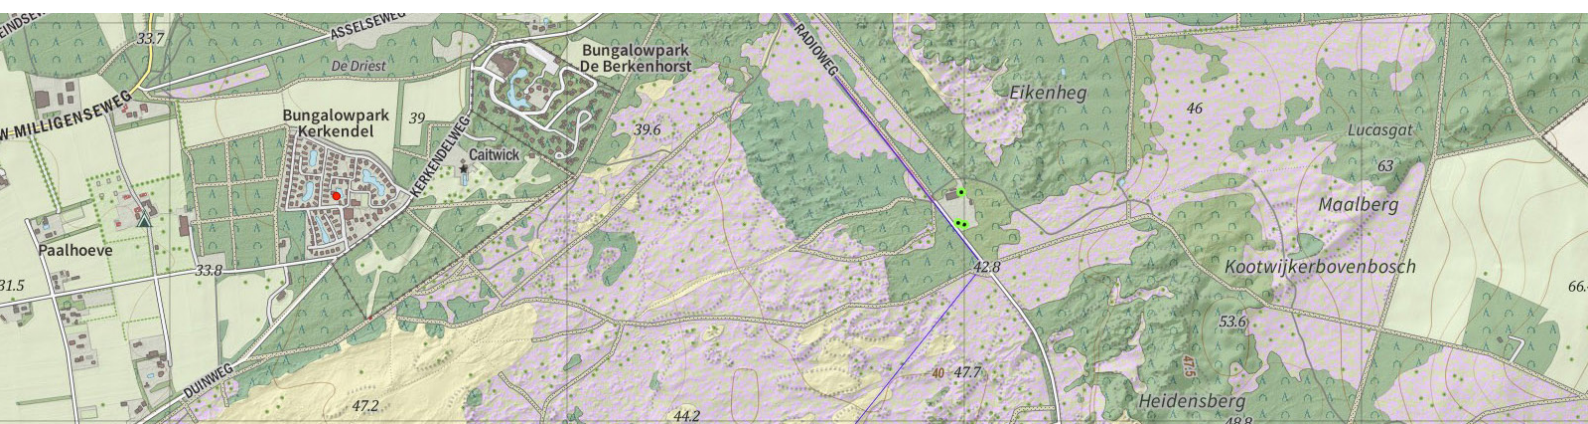 33.7
ASSELSEWEG
De Driest
Bungalowpark
De Berkenhorst
RADIOWEG
Eikenheg
46
W MILLIGENSEWEG
Bungalowpark
Kerkendel
39
39.6
KERKENDELWEG
Caitwick
Lucasgat
63
Maalberg
Paalhoeve
33.8
42.8
Kootwijkerbovenbosch
31.5
66.
53.6
47.5
DUINWEG
40
47.7
47.2
44.2
Heidensberg
48.8